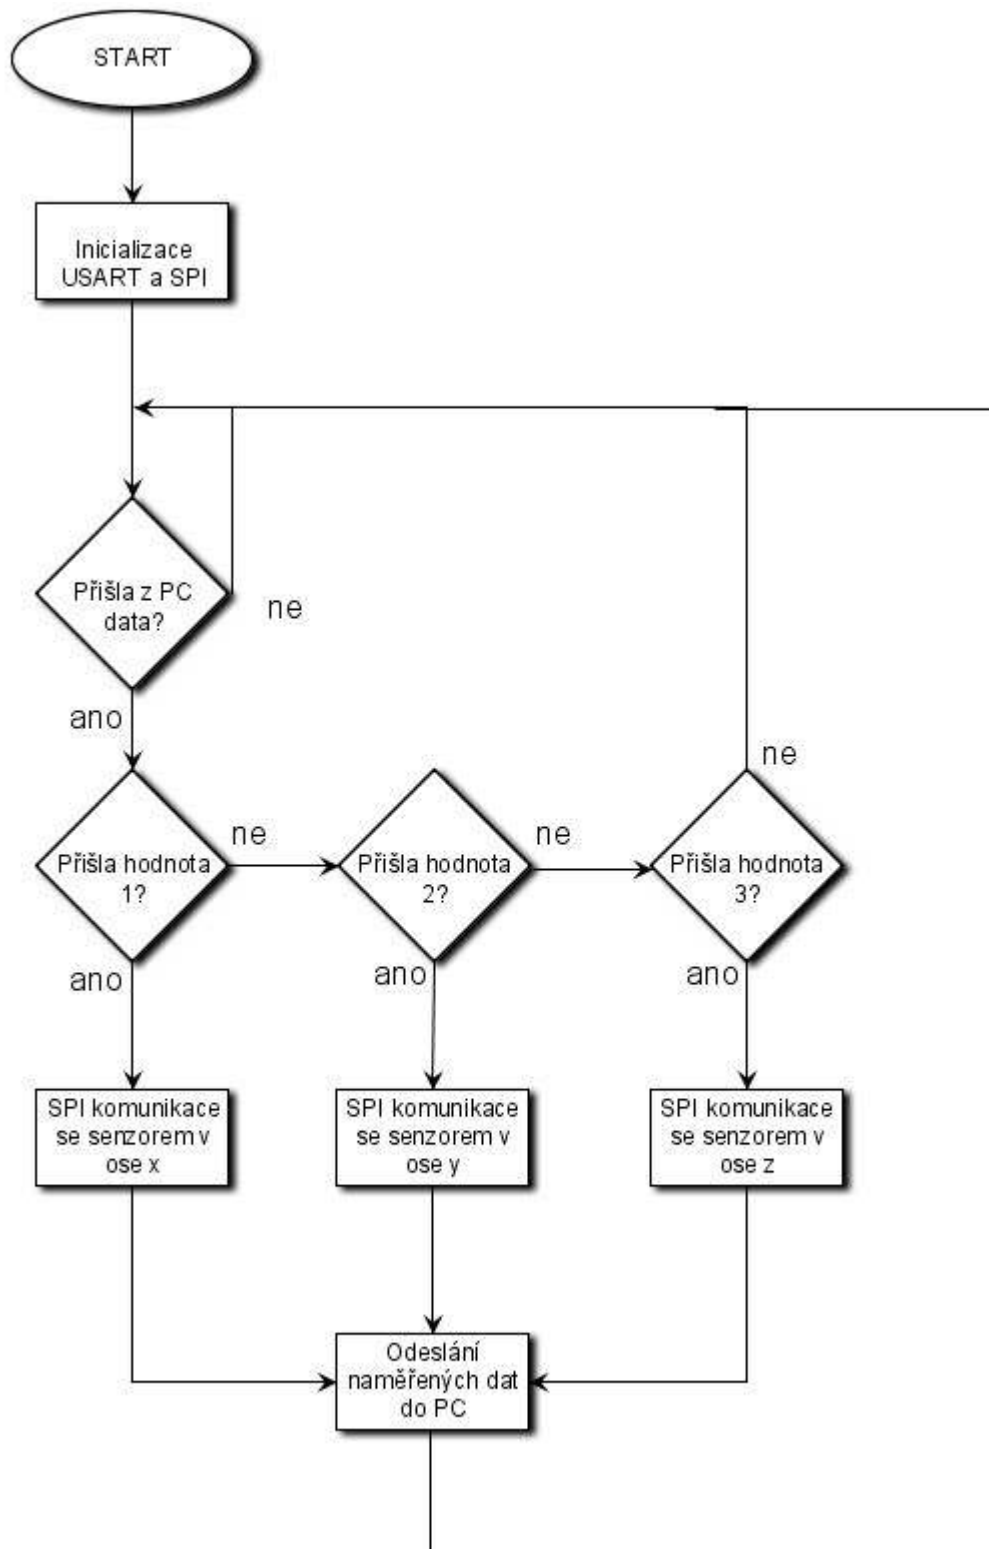 START
Inicializace
USART a SPI
Přišla z PC
data?
ne
ano
Přišla hodnota
1?
ne
Přišla hodnota
2?
ne
Přišla hodnota
3?
ne
ano
ano
ano
SPI komunikace
se senzorem v
ose x
SPI komunikace
se senzorem v
ose y
SPI komunikace
se senzorem v
ose z
Odeslání
naměřených dat
do PC